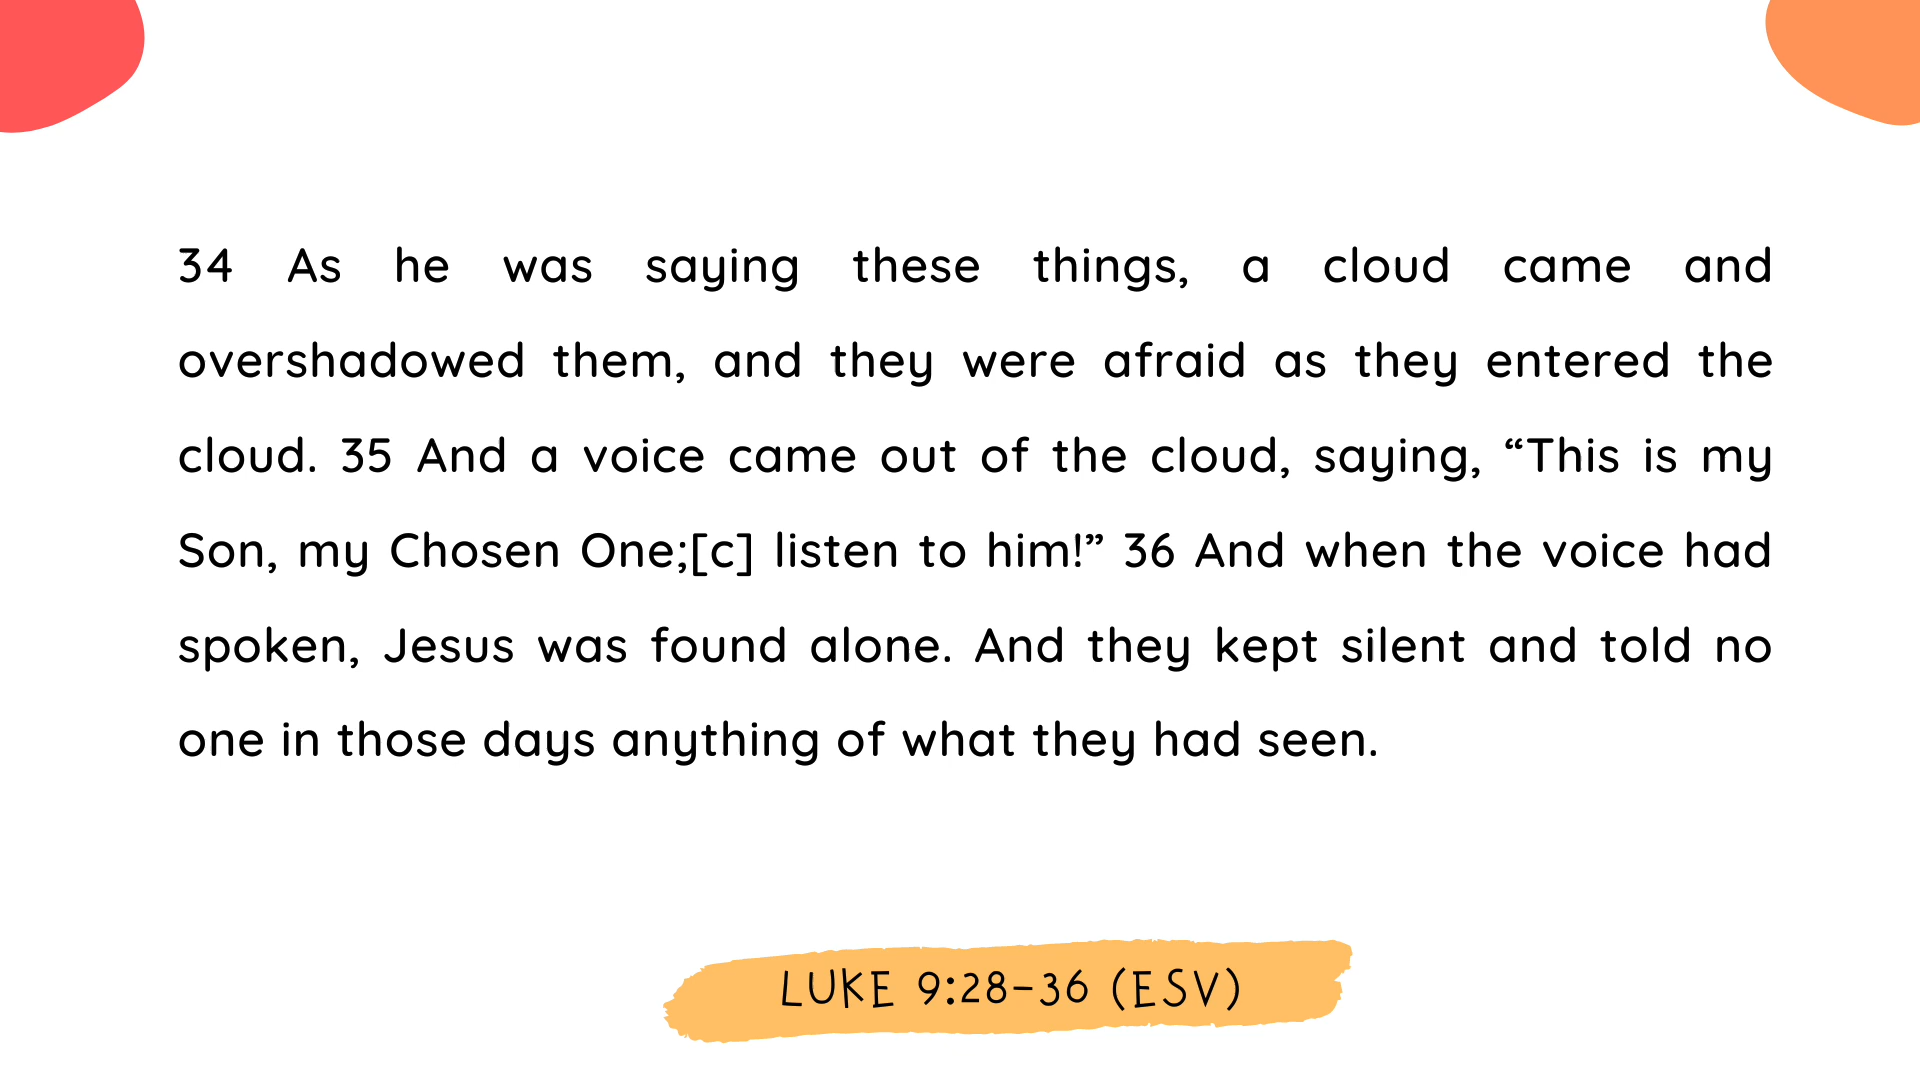 34 As he was saying these things, a cloud came and
overshadowed them, and they were afraid as they entered the
cloud. 35 And a voice came out of the cloud, saying, “This is my
Son, my Chosen One;[c] listen to him!” 36 And when the voice had
spoken, Jesus was found alone. And they kept silent and told no
one in those days anything of what they had seen.
LUKE 9:28-36 (ESV)